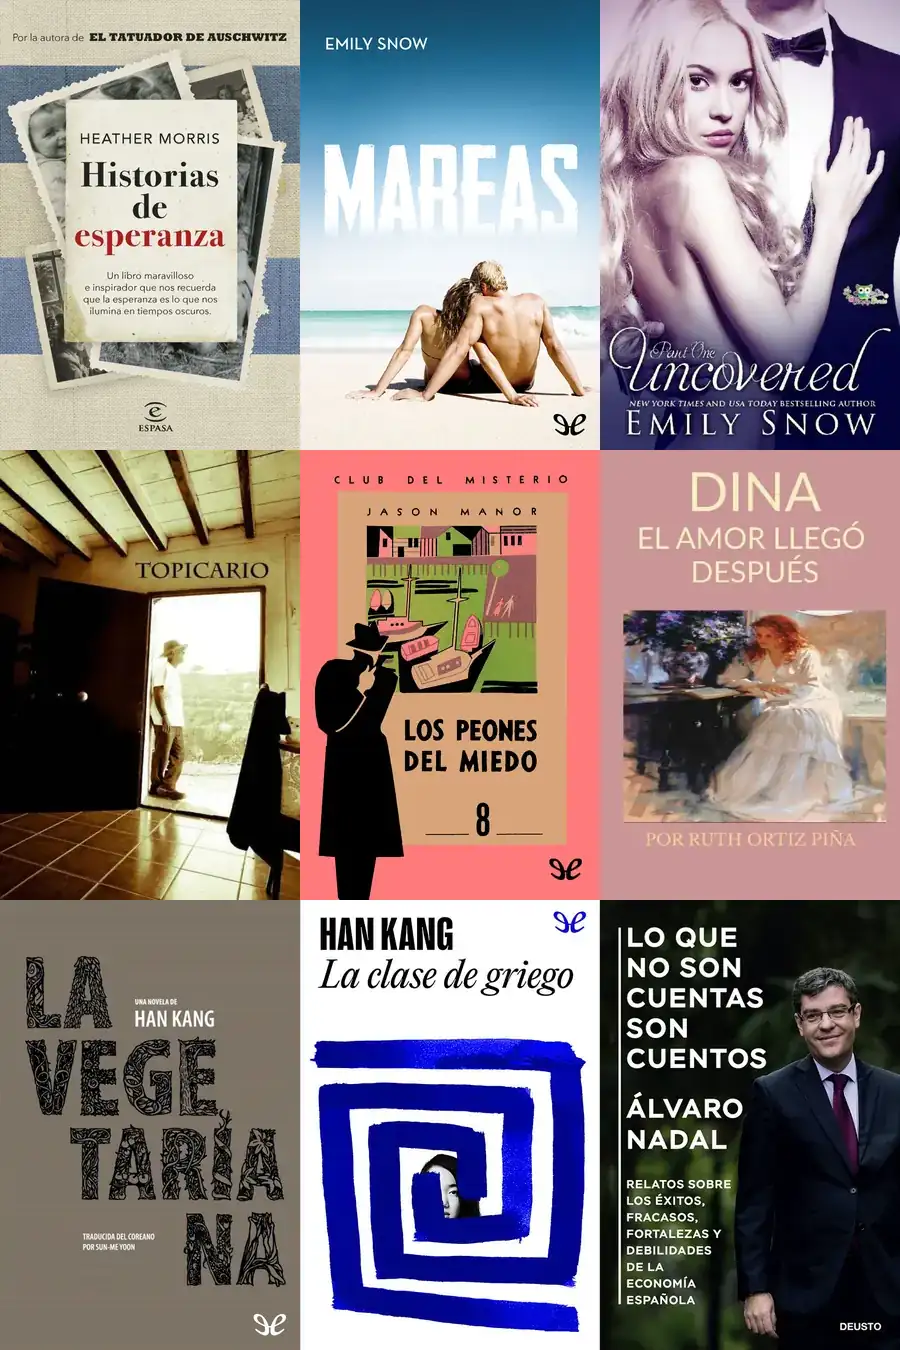 Por la autora de EL TATUADOR DE AUSCHWITZ
HEATHER MORRIS
Historias
de
esperanza
Un libro maravilloso
e inspirador que nos recuerda
que la esperanza es lo que nos
ilumina en tiempos oscuros.
ESPASA
EMILY SNOW
MAREAS
Part One
Uncovered
NEW YORK TIMES AND USA TODAY BESTSELLING AUTHOR
EMILY SNOW
TOPICARIO
CLUB DEL MISTERIO
JASON MANOR
LOS PEONES
DEL MIEDO
8
DINA
EL AMOR LLEGÓ
DESPUÉS
POR RUTH ORTIZ PIÑA
LA
VEGE
TARIA
NA
UNA NOVELA DE
HAN KANG
TRADUCIDA DEL COREANO
POR SUN-ME YOON
HAN KANG
La clase de griego
LO QUE
NO SON
CUENTAS
SON
CUENTOS
ÁLVARO
NADAL
RELATOS SOBRE
LOS ÉXITOS,
FRACASOS,
FORTALEZAS Y
DEBILIDADES
DE LA
ECONOMÍA
ESPAÑOLA
DEUSTO